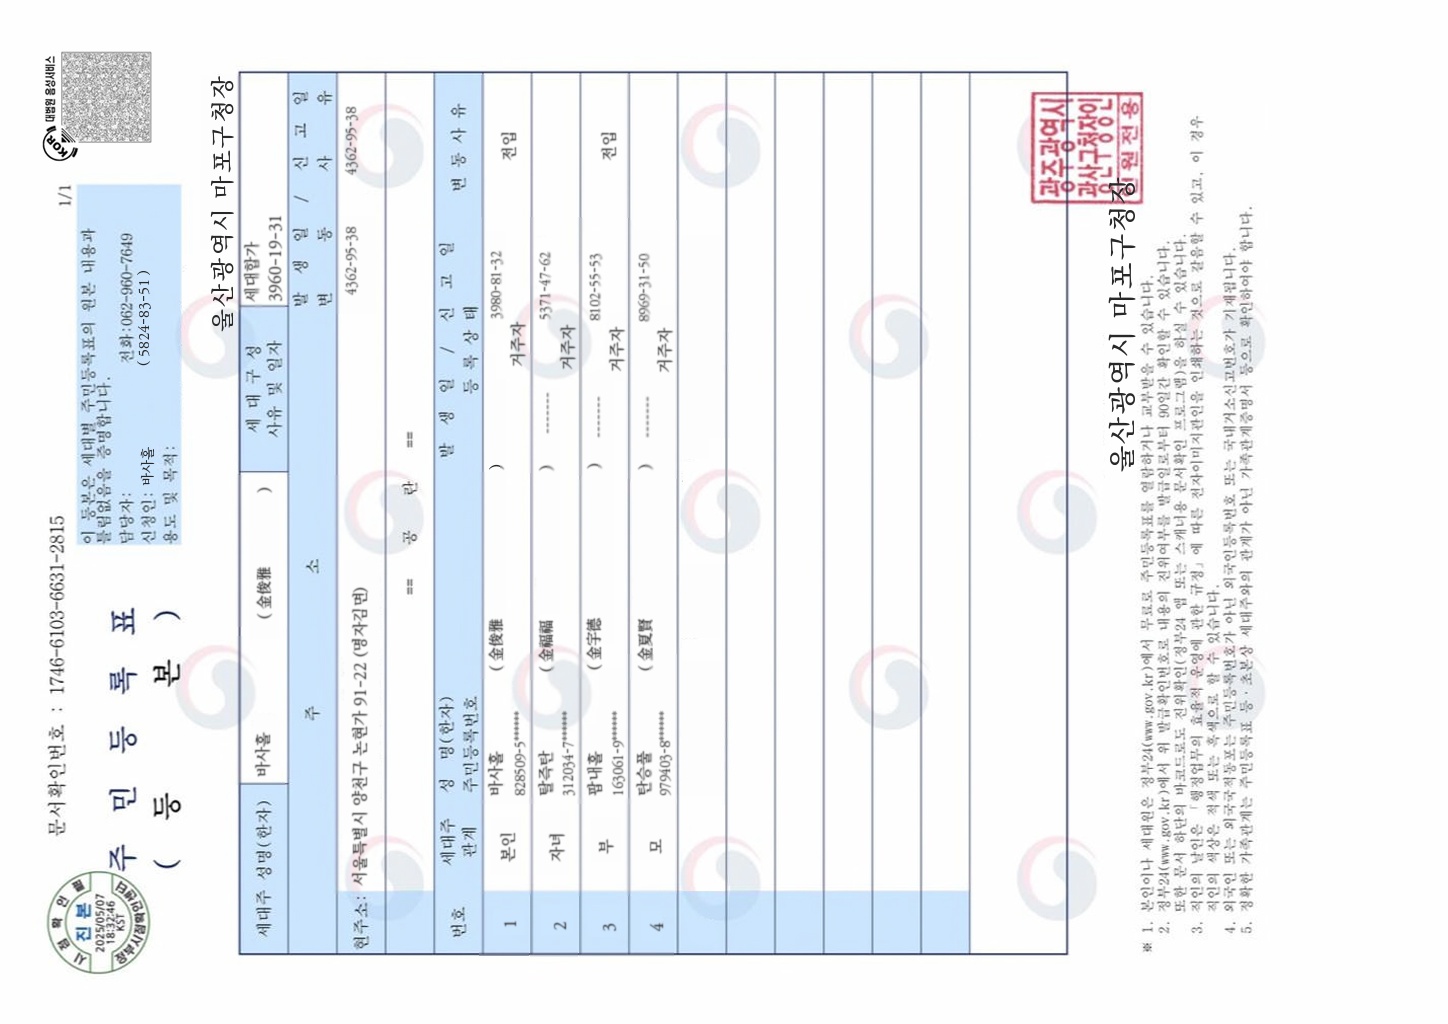 문서확인번호 : 1746-6103-6631-2815
1/1
대법원 음성서비스
KOR
시점확인필
진본
2025/05/07
18:32:46
KST
정부시점확인센터
주 민 등 록 표
( 등 본 )
이 등본은 세대별 주민등록표의 원본 내용과
틀림없음을 증명합니다.
담당자: 전화:062-960-7649
신청인: 바사흘 (5824-83-51)
용도 및 목적:
울산광역시 마포구청장
세대주 성명(한자) 바사흘 (金俊雅 ) 세 대 구 성 사유 및 일자 세대합가 3960-19-31
주 소 발 생 일 / 신 고 일
변 동 사 유
현주소: 서울특별시 양천구 논현가 91-22 (명자김면) 4362-95-38 4362-95-38
== 공 란 ==
번호 세대주 관계 성 명(한자) 주민등록번호 발 생 일 / 신 고 일 등 록 상 태 변 동 사 유
1 본인 바사흘 (金俊雅 ) 3980-81-32 전입
828509-5****** 거주자
2 자녀 탈즉탄 (金福福 ) ------- 5371-47-62
312034-7****** 거주자
3 부 팝내흘 (金宇德 ) ------- 8102-55-53 전입
163061-9****** 거주자
4 모 탄승풀 (金夏賢 ) ------- 8969-31-50
979403-8****** 거주자
울산광역시 마포구청장
광주광역시
광산구청장인
민원전용
※ 1. 본인이나 세대원은 정부24(www.gov.kr)에서 무료로 주민등록표를 열람하거나 교부받을 수 있습니다.
2. 정부24(www.gov.kr)에서 위 발급확인번호로 내용의 진위여부를 발급일로부터 90일간 확인할 수 있습니다.
또한 문서 하단의 바코드로도 진위확인(정부24 앱 또는 스캐너용 문서확인 프로그램)을 하실 수 있습니다.
3. 직인의 날인은 「행정업무의 효율적 운영에 관한 규정」에 따른 전자이미지관인을 인쇄하는 것으로 갈음할 수 있고, 이 경우
직인의 색상은 적색 또는 흑색으로 할 수 있습니다.
4. 외국인 또는 외국국적동포는 주민등록번호가 아닌 외국인등록번호 또는 국내거소신고번호가 기재됩니다.
5. 정확한 가족관계는 주민등록표 등·초본상 세대주와의 관계가 아닌 가족관계증명서 등으로 확인하여야 합니다.